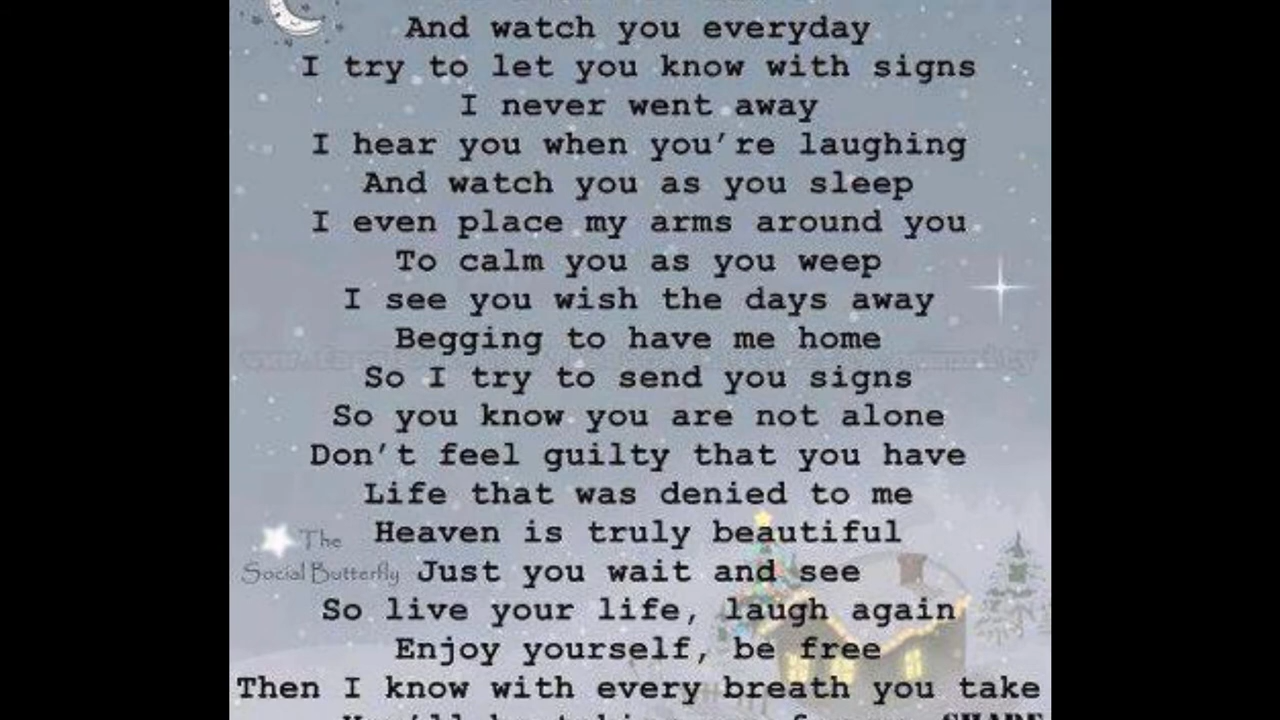 And watch you everyday
I try to let you know with signs
I never went away
I hear you when you’re laughing
And watch you as you sleep
I even place my arms around you
To calm you as you weep
I see you wish the days away
Begging to have me home
So I try to send you signs
So you know you are not alone
Don’t feel guilty that you have
Life that was denied to me
Heaven is truly beautiful
The
Social Butterfly
Just you wait and see
So live your life, laugh again
Enjoy yourself, be free
Then I know with every breath you take